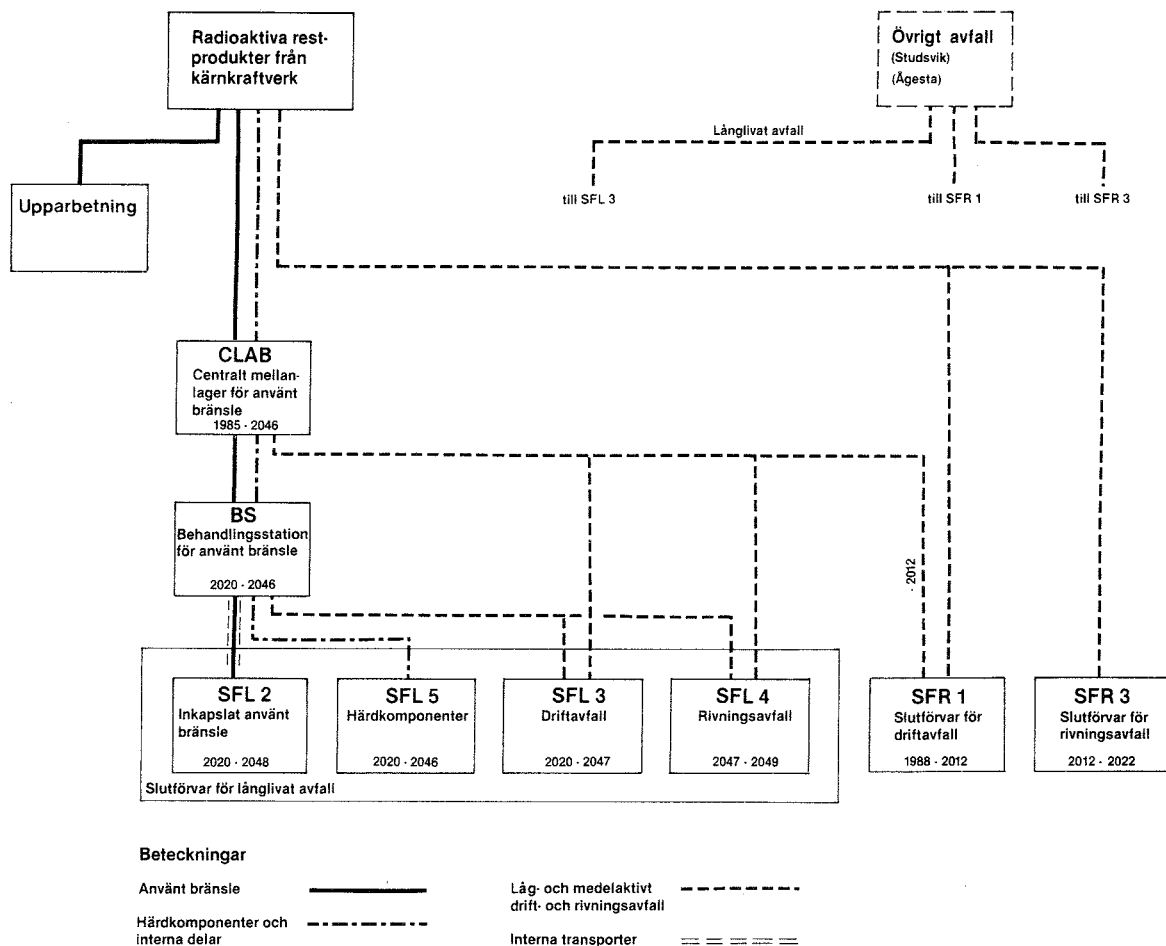 Radioaktiva rest-
produkter från
kärnkraftverk
Övrigt avfall
(Studsvik)
(Ågesta)
Långlivat avfall
Upparbetning
till SFL 3
till SFR 1
till SFR 3
CLAB
Centralt mellan-
lager för använt
bränsle
1985 - 2046
BS
Behandlingsstation
för använt bränsle
2020 - 2046
- 2012
SFL 2
Inkapslat använt
bränsle
2020 - 2048
SFL 5
Härdkomponenter
2020 - 2046
SFL 3
Driftavfall
2020 - 2047
SFL 4
Rivningsavfall
2047 - 2049
SFR 1
Slutförvar för
driftavfall
1988 - 2012
SFR 3
Slutförvar för
rivningsavfall
2012 - 2022
Slutförvar för långlivat avfall
Beteckningar
Använt bränsle
Härdkomponenter och
interna delar
Låg- och medelaktivt
drift- och rivningsavfall
Interna transporter